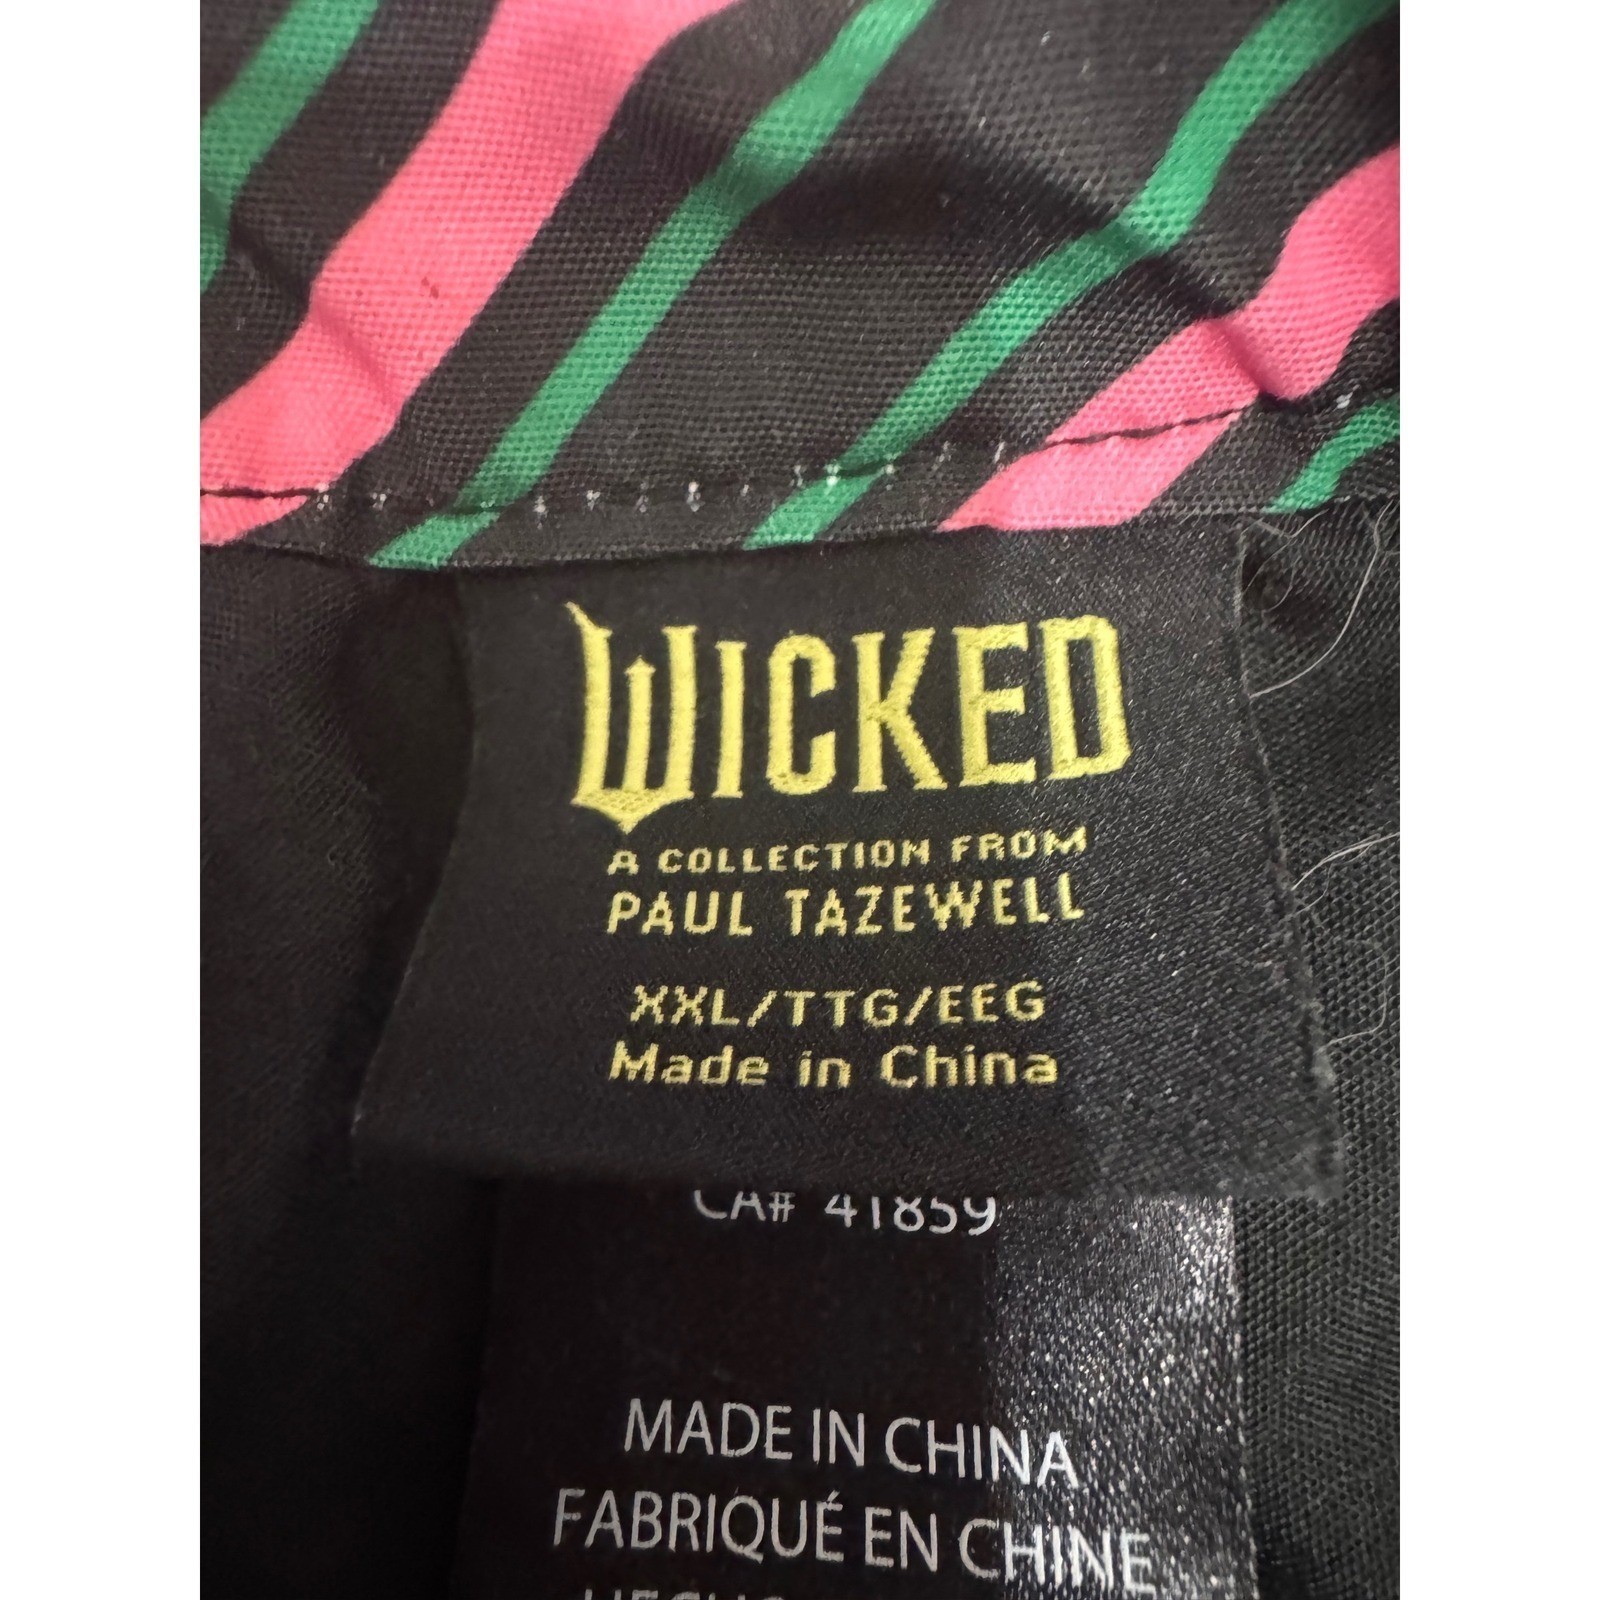 WICKED
A COLLECTION FROM
PAUL TAZEWELL
XXL/TTG/EEG
Made in China
CA# 41859
MADE IN CHINA
FABRIQUÉ EN CHINE